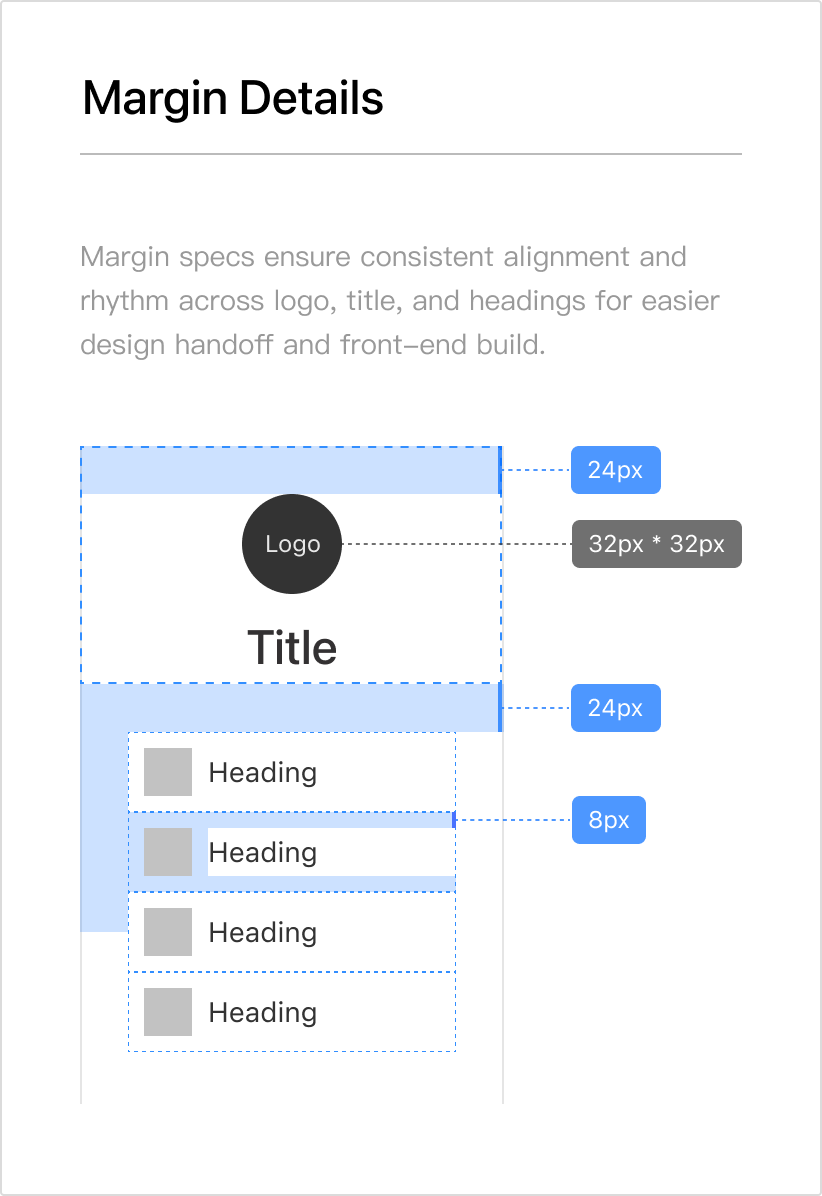 Margin Details
Margin specs ensure consistent alignment and
rhythm across logo, title, and headings for easier
design handoff and front–end build.
24px
Logo
32px * 32px
Title
24px
Heading
8px
Heading
Heading
Heading